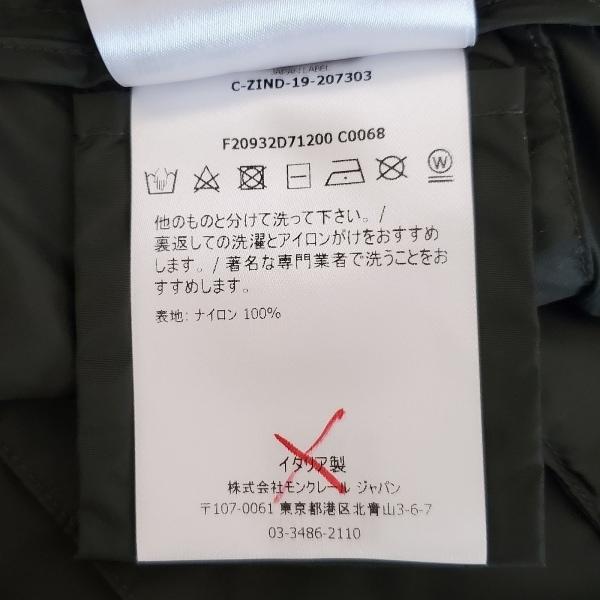 JAPAN LABEL
C-ZIND-19-207303
F20932D71200 C0068
W
他のものと分けて洗って下さい。/
裏返しての洗濯とアイロンがけをおすすめ
します。/ 著名な専門業者で洗うことをお
すすめします。
表地: ナイロン 100%
イタリア製
株式会社モンクレール ジャパン
〒107-0061 東京都港区北青山3-6-7
03-3486-2110